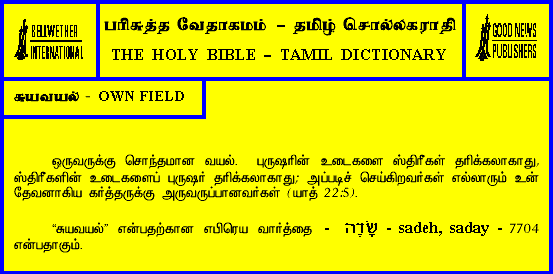 BELLWETHER
INTERNATIONAL
பரிசுத்த வேதாகமம் – தமிழ் சொல்லகராதி
THE HOLY BIBLE – TAMIL DICTIONARY
GOOD NEWS
PUBLISHERS
சுயவயல் - OWN FIELD
ஒருவருக்கு சொந்தமான வயல். புருஷரின் உடைகளை ஸ்திரீகள் தரிக்கலாகாது,
ஸ்திரீகளின் உடைகளைப் புருஷர் தரிக்கலாகாது; அப்படிச் செய்கிறவர்கள் எல்லாரும் உன்
தேவனாகிய கர்த்தருக்கு அருவருப்பானவர்கள் (யாத் 22:5).
“சுயவயல்” என்பதற்கான எபிரெய வார்த்தை - שָׂדֶה - sadeh, saday - 7704
என்பதாகும்.